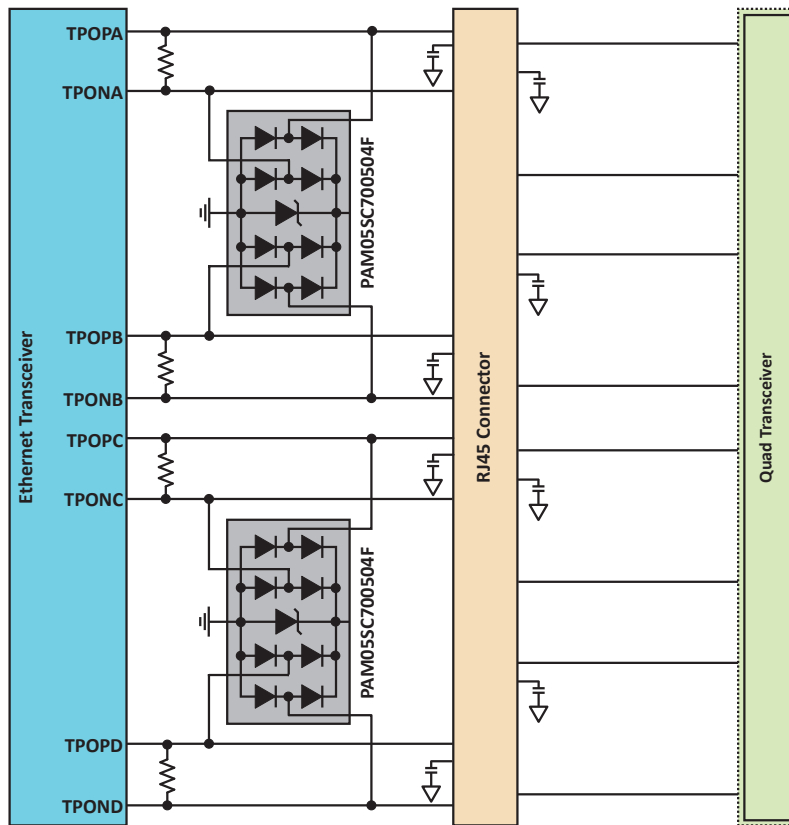 TPOPA
TPONA
PAM05SC700504F
TPOPB
TPONB
TPOPC
TPONC
PAM05SC700504F
TPOPD
TPOND
Ethernet Transceiver
RJ45 Connector
Quad Transceiver